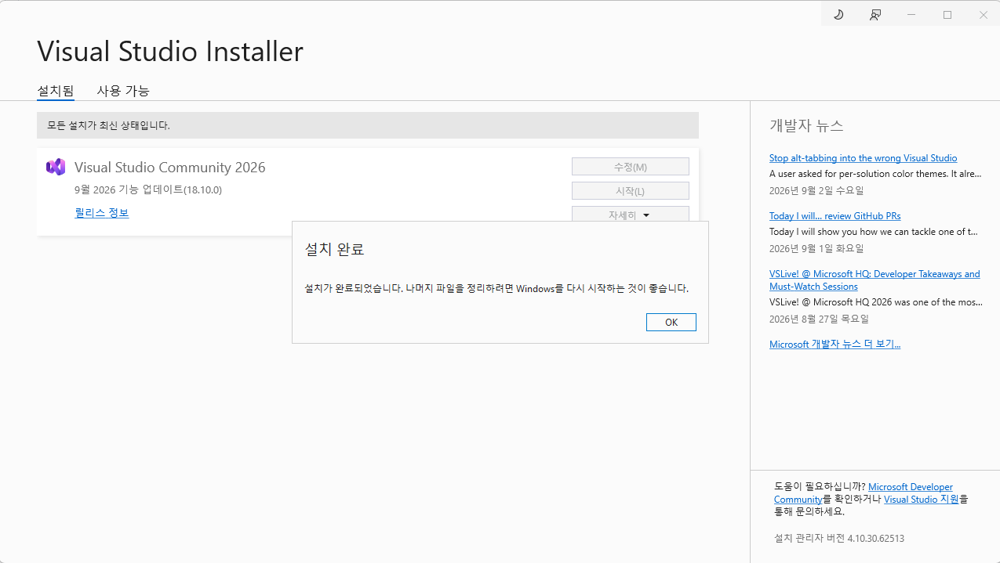 Visual Studio Installer
설치됨
사용 가능
모든 설치가 최신 상태입니다.
Visual Studio Community 2026
9월 2026 기능 업데이트(18.10.0)
릴리스 정보
수정(M)
시작(L)
자세히
설치 완료
설치가 완료되었습니다. 나머지 파일을 정리하려면 Windows를 다시 시작하는 것이 좋습니다.
OK
개발자 뉴스
Stop alt-tabbing into the wrong Visual Studio
A user asked for per-solution color themes. It alre...
2026년 9월 2일 수요일
Today I will... review GitHub PRs
Today I will show you how we can tackle one of t...
2026년 9월 1일 화요일
VSLive! @ Microsoft HQ: Developer Takeaways and
Must-Watch Sessions
VSLive! @ Microsoft HQ 2026 was one of the mos...
2026년 8월 27일 목요일
Microsoft 개발자 뉴스 더 보기...
도움이 필요하십니까? Microsoft Developer
Community를 확인하거나 Visual Studio 지원을
통해 문의하세요.
설치 관리자 버전 4.10.30.62513